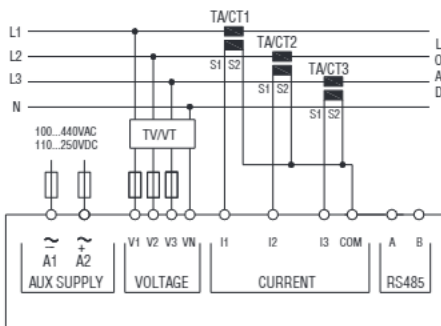 TA/CT1
L1
L2
TA/CT2
L3
TA/CT3
N
S1 S2
S1 S2
S1 S2
LOAD
100...440VAC
110...250VDC
TV/VT
V1 V2 V3 VN I1 I2 I3 COM A B
~ ~
– +
A1 A2
AUX SUPPLY VOLTAGE CURRENT RS485